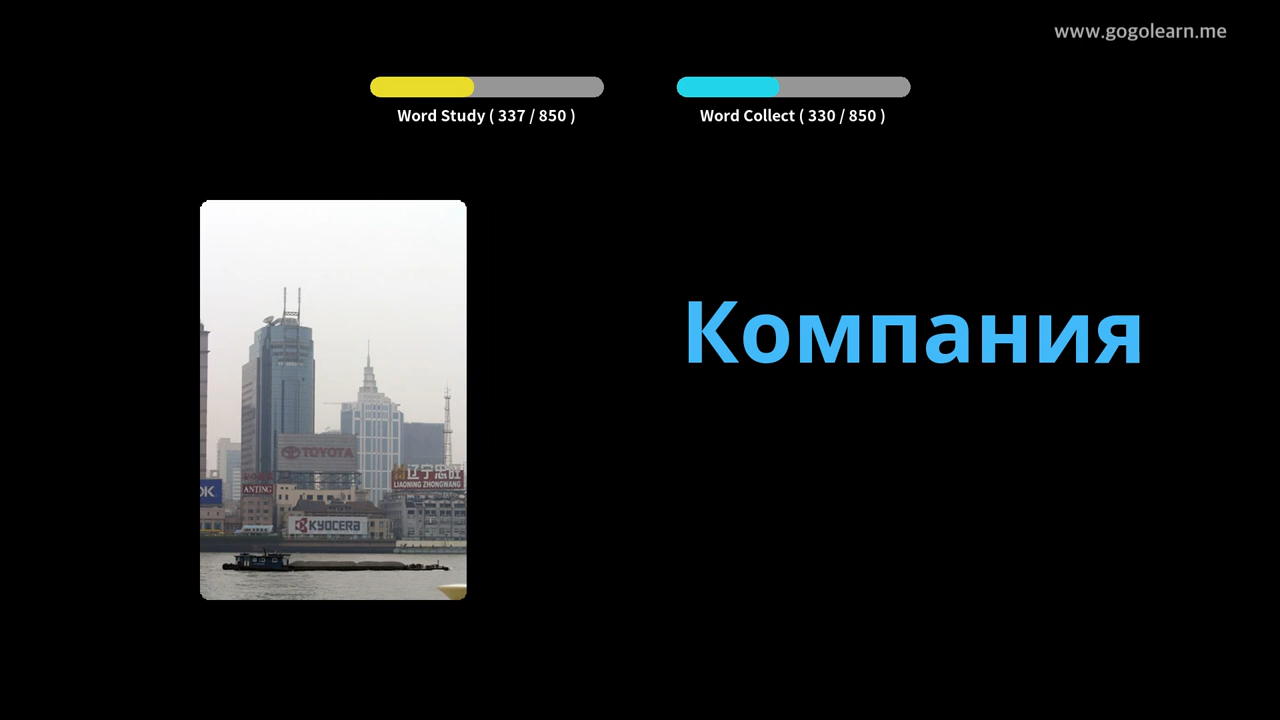 www.gogolearn.me
Word Study ( 337 / 850 )
Word Collect ( 330 / 850 )
Компания
TOYOTA
辽宁忠旺
LIAONING ZHONGWANG
ANTING
OK
KYOCERA